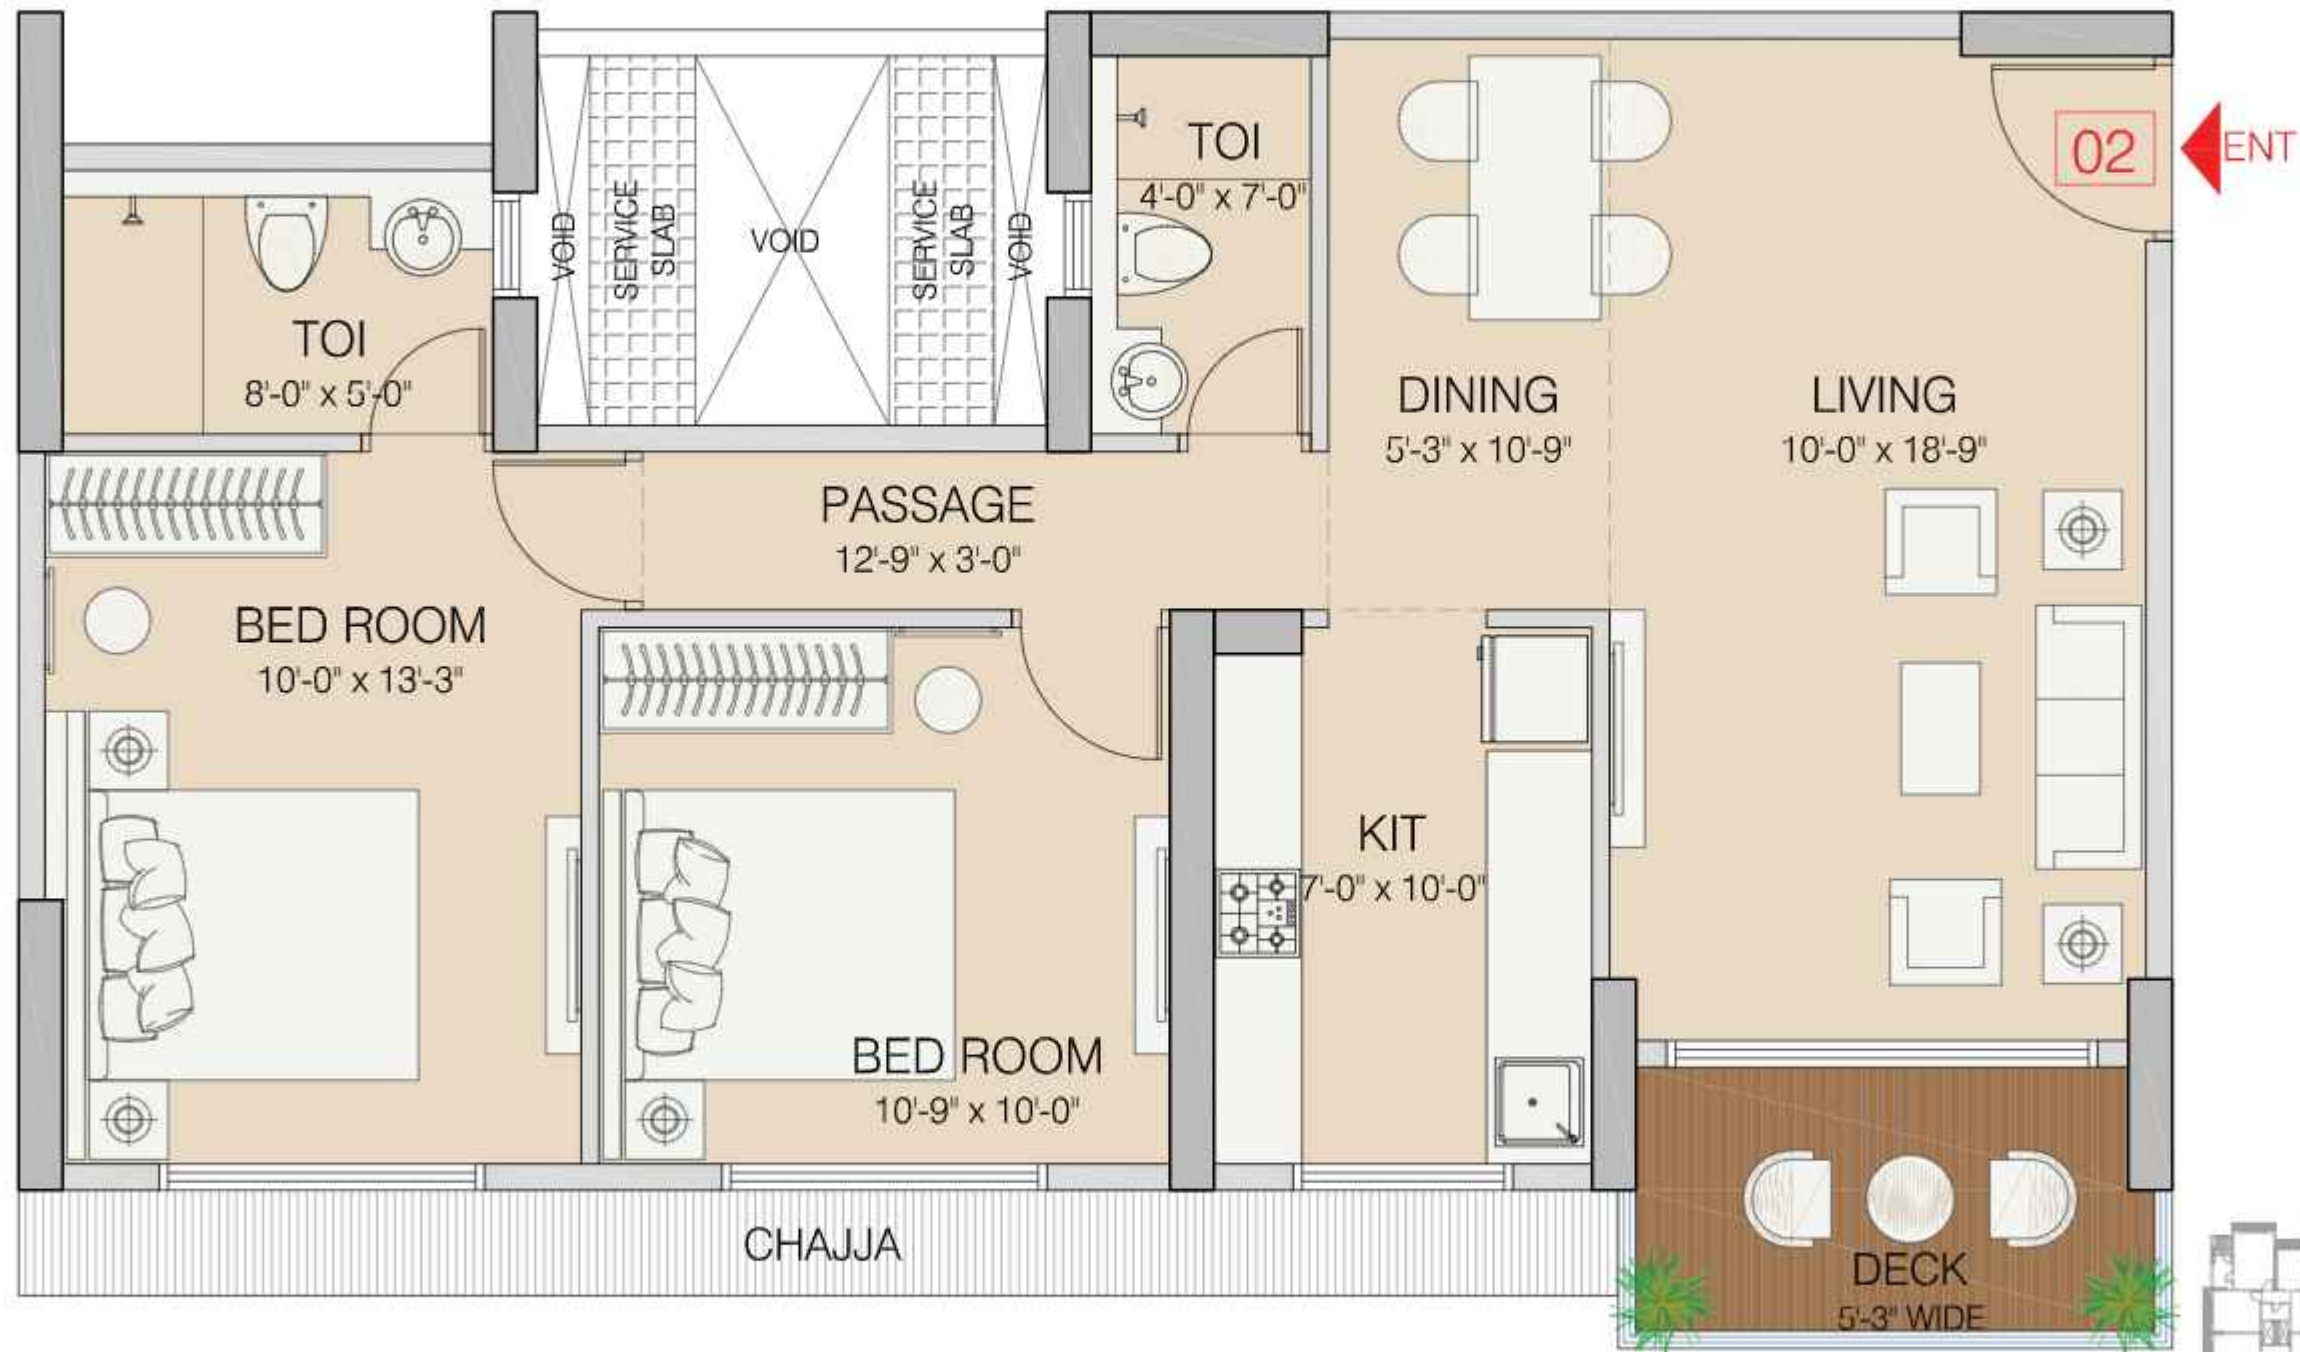 02
ENT
TOI
4'-0" x 7'-0"
VOID
SERVICE
SLAB
VOID
SERVICE
SLAB
VOID
TOI
8'-0" x 5'-0"
DINING
5'-3" x 10'-9"
LIVING
10'-0" x 18'-9"
PASSAGE
12'-9" x 3'-0"
BED ROOM
10'-0" x 13'-3"
KIT
7'-0" x 10'-0"
BED ROOM
10'-9" x 10'-0"
CHAJJA
DECK
5'-3" WIDE